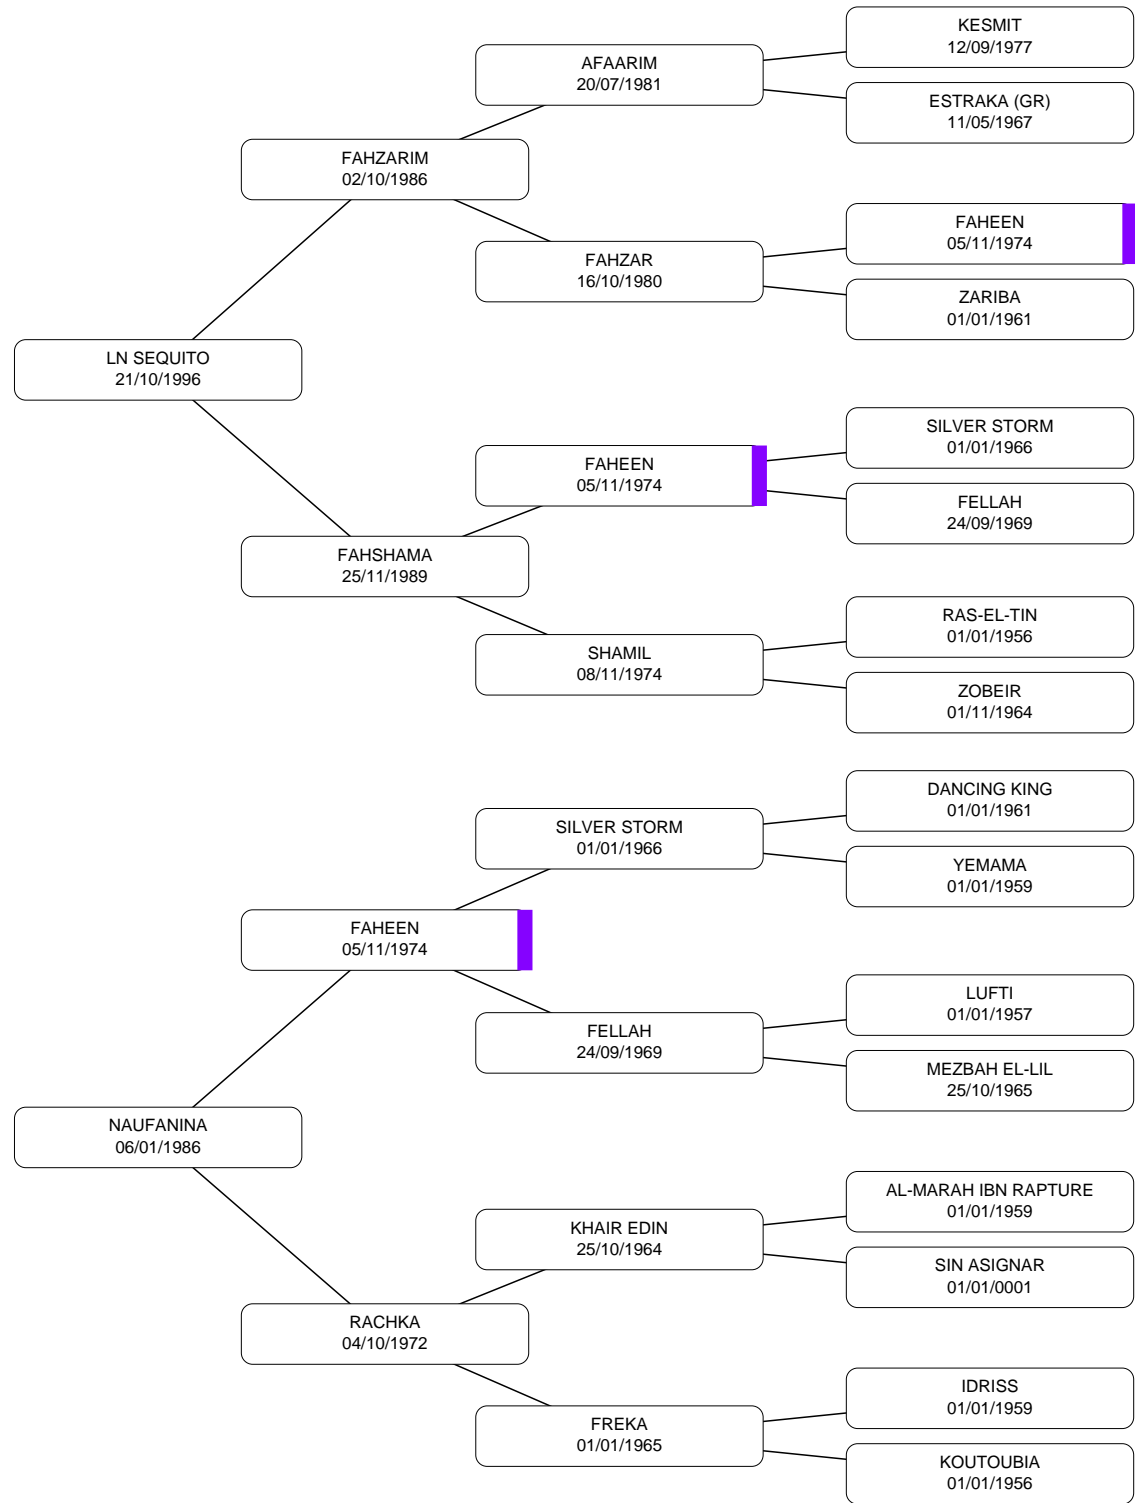 KESMIT
12/09/1977
AFAARIM
20/07/1981
ESTRAKA (GR)
11/05/1967
FAHZARIM
02/10/1986
FAHEEN
05/11/1974
FAHZAR
16/10/1980
ZARIBA
01/01/1961
LN SEQUITO
21/10/1996
SILVER STORM
01/01/1966
FAHEEN
05/11/1974
FELLAH
24/09/1969
FAHSHAMA
25/11/1989
RAS-EL-TIN
01/01/1956
SHAMIL
08/11/1974
ZOBEIR
01/11/1964
DANCING KING
01/01/1961
SILVER STORM
01/01/1966
YEMAMA
01/01/1959
FAHEEN
05/11/1974
LUFTI
01/01/1957
FELLAH
24/09/1969
MEZBAH EL-LIL
25/10/1965
NAUFANINA
06/01/1986
AL-MARAH IBN RAPTURE
01/01/1959
KHAIR EDIN
25/10/1964
SIN ASIGNAR
01/01/0001
RACHKA
04/10/1972
IDRISS
01/01/1959
FREKA
01/01/1965
KOUTOUBIA
01/01/1956